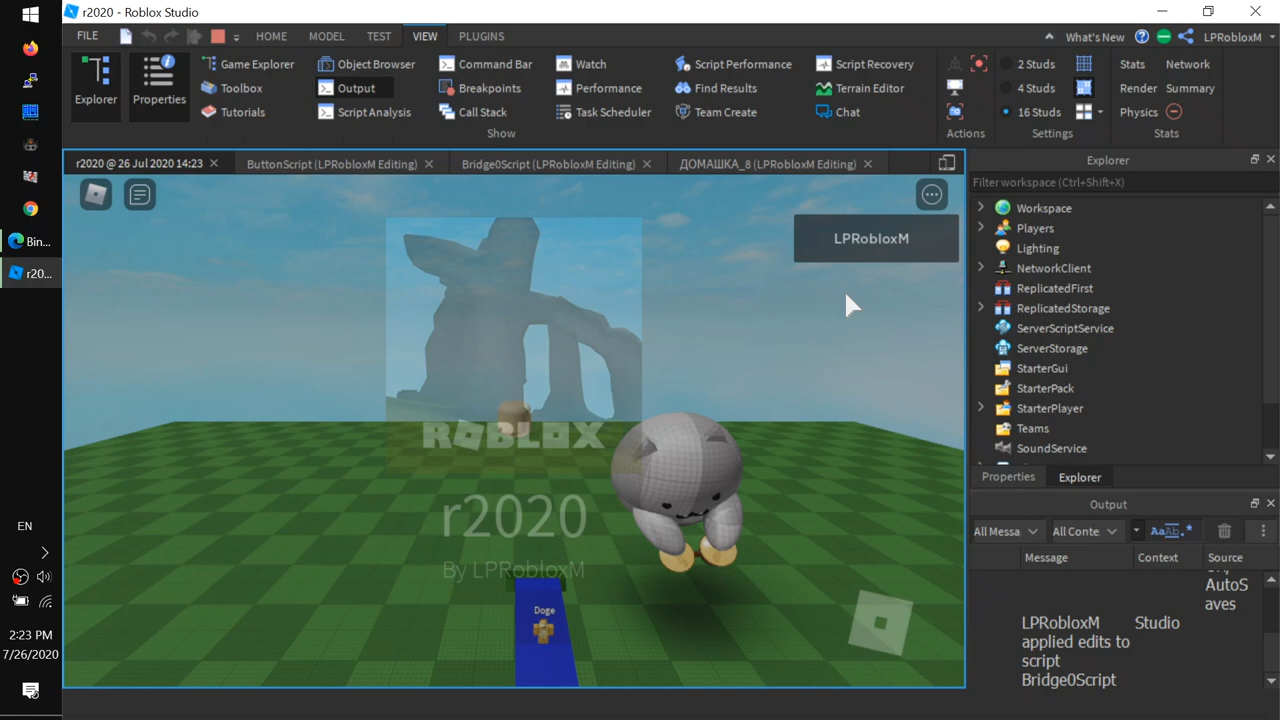 r2020 - Roblox Studio
FILE
HOME
MODEL
TEST
VIEW
PLUGINS
What's New
LPRobloxM
Explorer
Properties
Game Explorer
Toolbox
Tutorials
Object Browser
Output
Script Analysis
Command Bar
Breakpoints
Call Stack
Watch
Performance
Task Scheduler
Script Performance
Find Results
Team Create
Script Recovery
Terrain Editor
Chat
2 Studs
4 Studs
16 Studs
Stats
Network
Render
Summary
Physics
Show
Actions
Settings
Stats
r2020 @ 26 Jul 2020 14:23
ButtonScript (LPRobloxM Editing)
Bridge0Script (LPRobloxM Editing)
ДОМАШКА_8 (LPRobloxM Editing)
LPRobloxM
ROBLOX
r2020
By LPRobloxM
Doge
Explorer
Filter workspace (Ctrl+Shift+X)
Workspace
Players
Lighting
NetworkClient
ReplicatedFirst
ReplicatedStorage
ServerScriptService
ServerStorage
StarterGui
StarterPack
StarterPlayer
Teams
SoundService
Properties
Explorer
Output
All Messa
All Conte
AaAb.*
Message
Context
Source
AutoS
aves
LPRobloxM
applied edits to
script
Bridge0Script
Studio
Bin...
r20...
EN
2:23 PM
7/26/2020